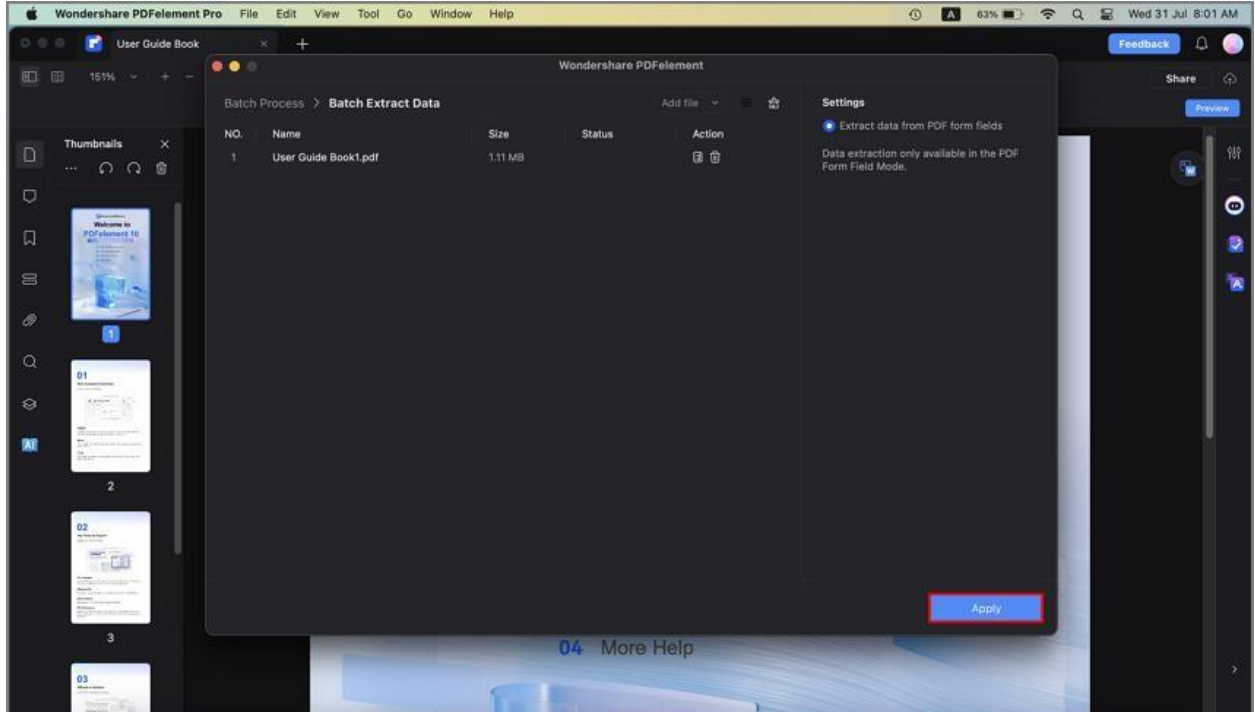 Wondershare PDFelement Pro File Edit View Tool Go Window Help A 63% Wed 31 Jul 8:01 AM
User Guide Book × + Feedback
151% + − Share
Preview
Wondershare PDFelement
Batch Process > Batch Extract Data Add file
NO. Name Size Status Action
1 User Guide Book1.pdf 1.11 MB
Settings
Extract data from PDF form fields
Data extraction only available in the PDF
Form Field Mode.
Apply
Thumbnails ×
...
Welcome to
PDFelement 10
1
01
2
02
3
03
AI
04 More Help